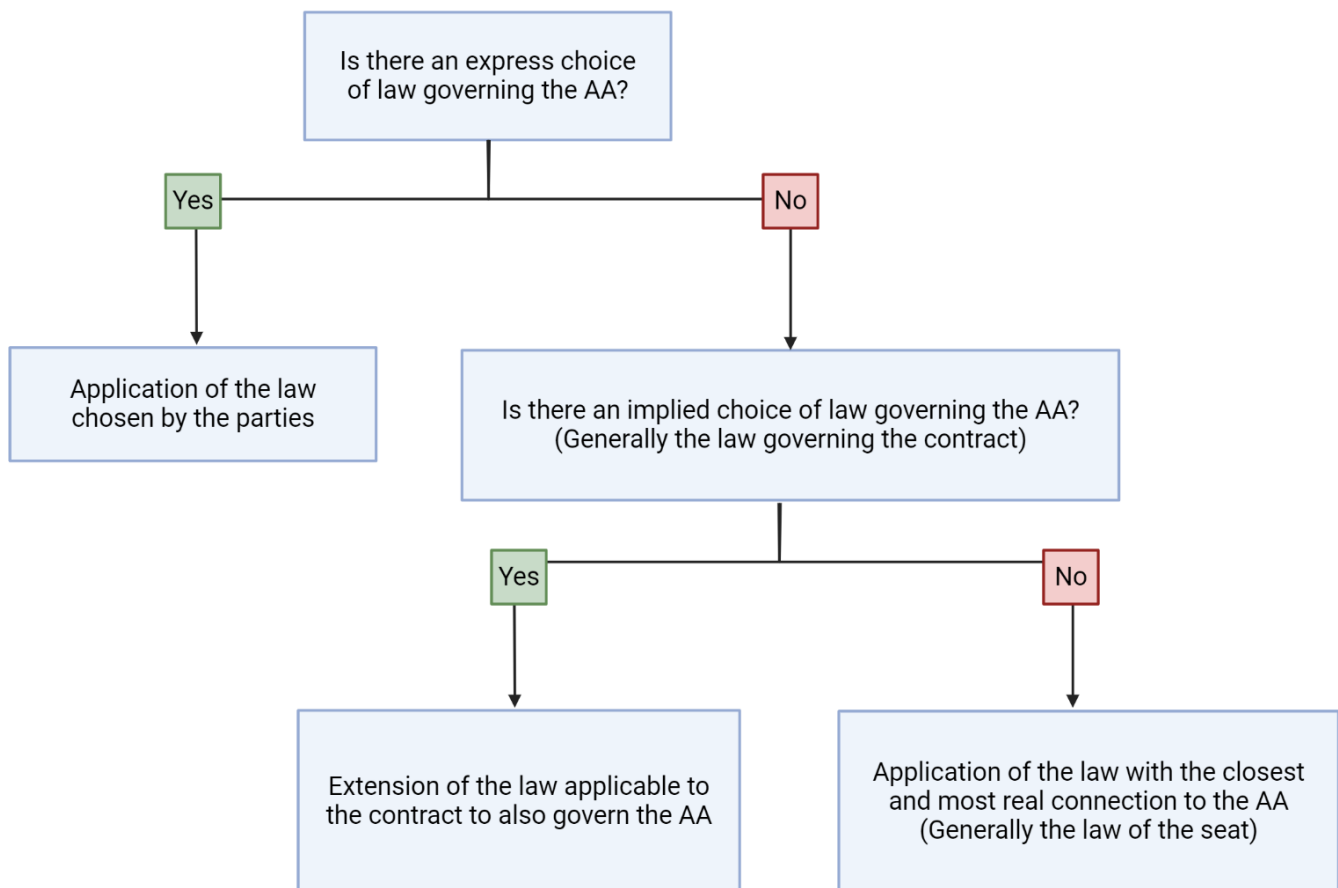 Is there an express choice
of law governing the AA?
Yes
No
Application of the law
chosen by the parties
Is there an implied choice of law governing the AA?
(Generally the law governing the contract)
Yes
No
Extension of the law applicable to
the contract to also govern the AA
Application of the law with the closest
and most real connection to the AA
(Generally the law of the seat)